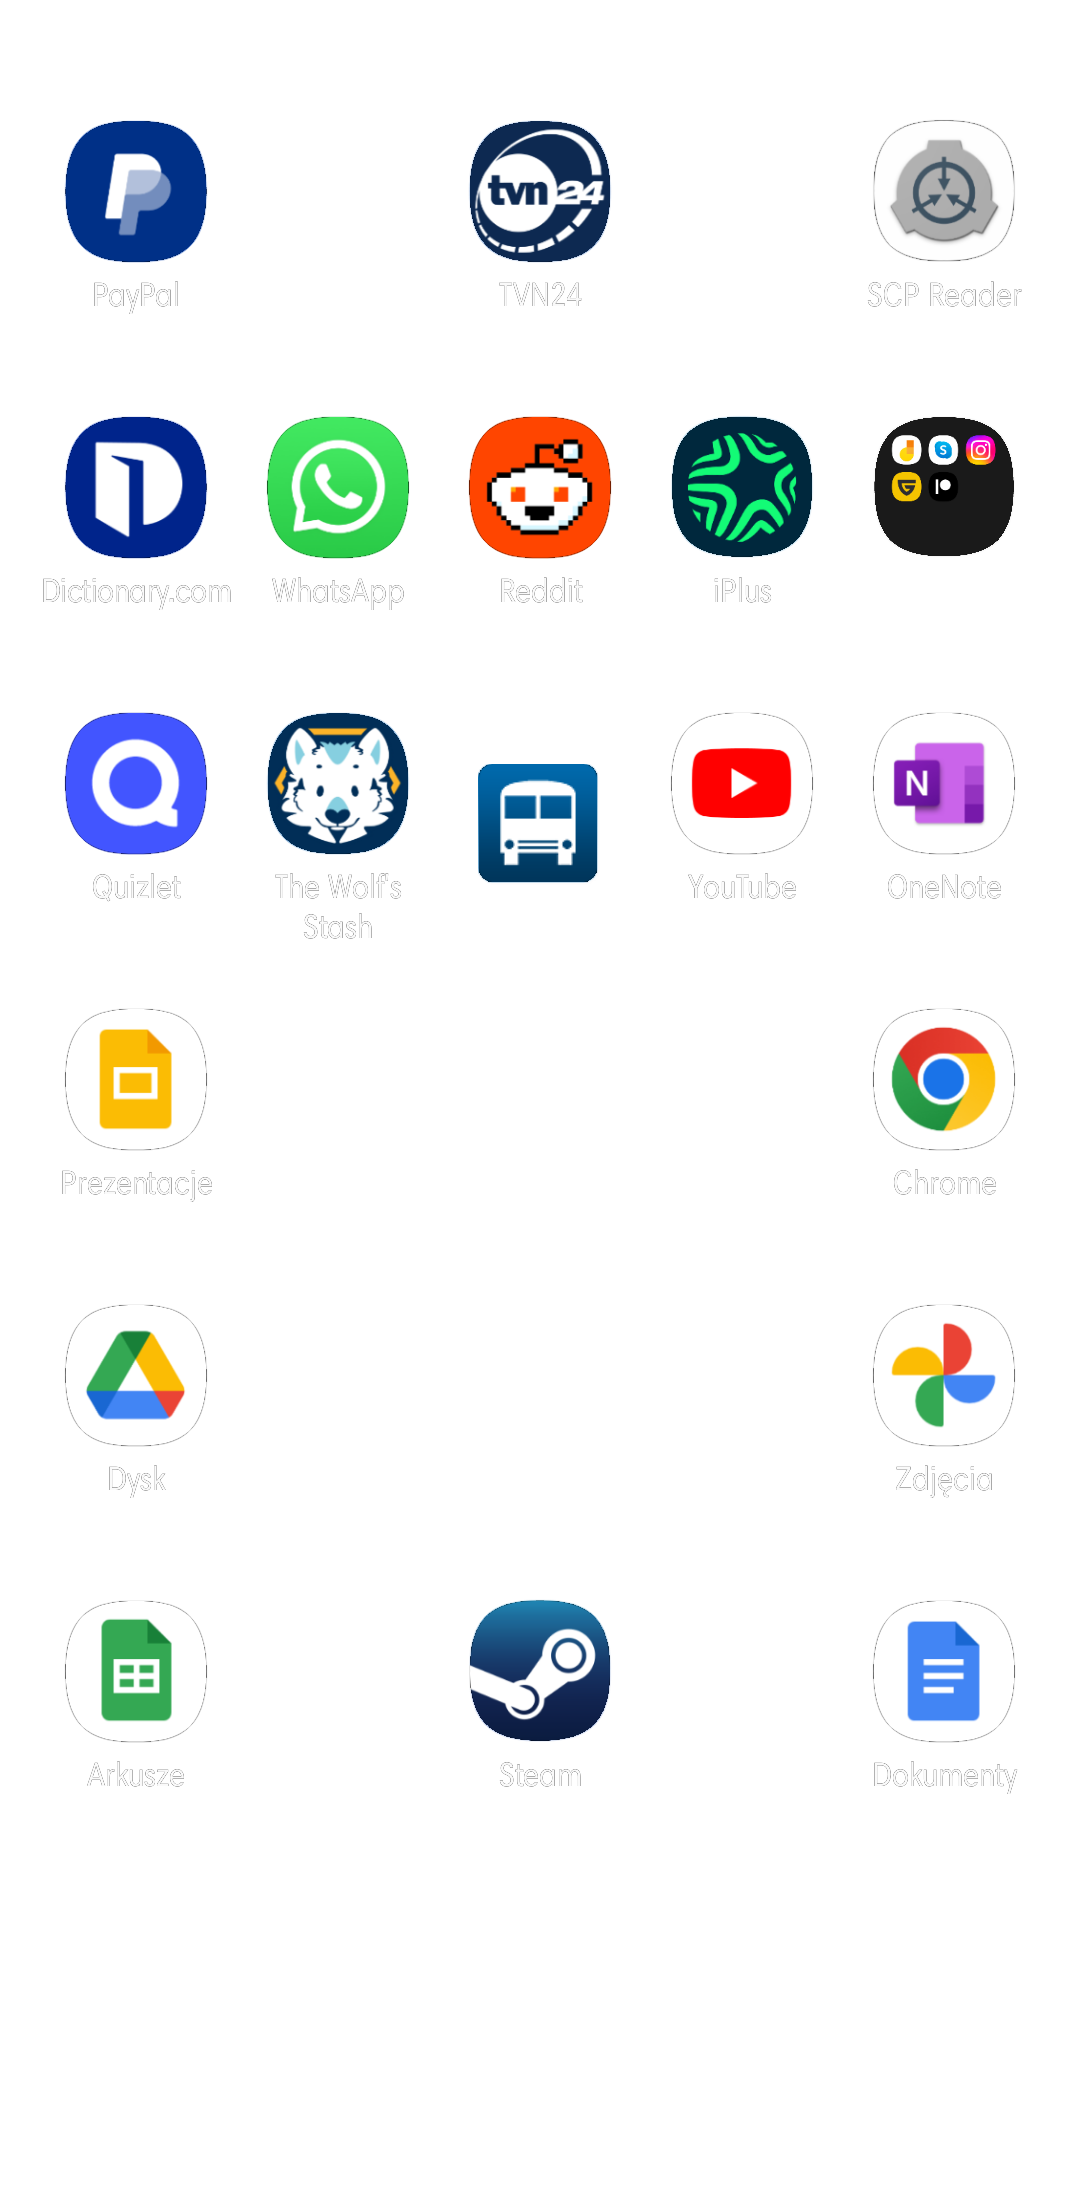 tvn24
PayPal
TVN24
SCP Reader
Dictionary.com
WhatsApp
Reddit
iPlus
S
N
Quizlet
The Wolf's
Stash
YouTube
OneNote
Prezentacje
Chrome
Dysk
Zdjęcia
Arkusze
Steam
Dokumenty